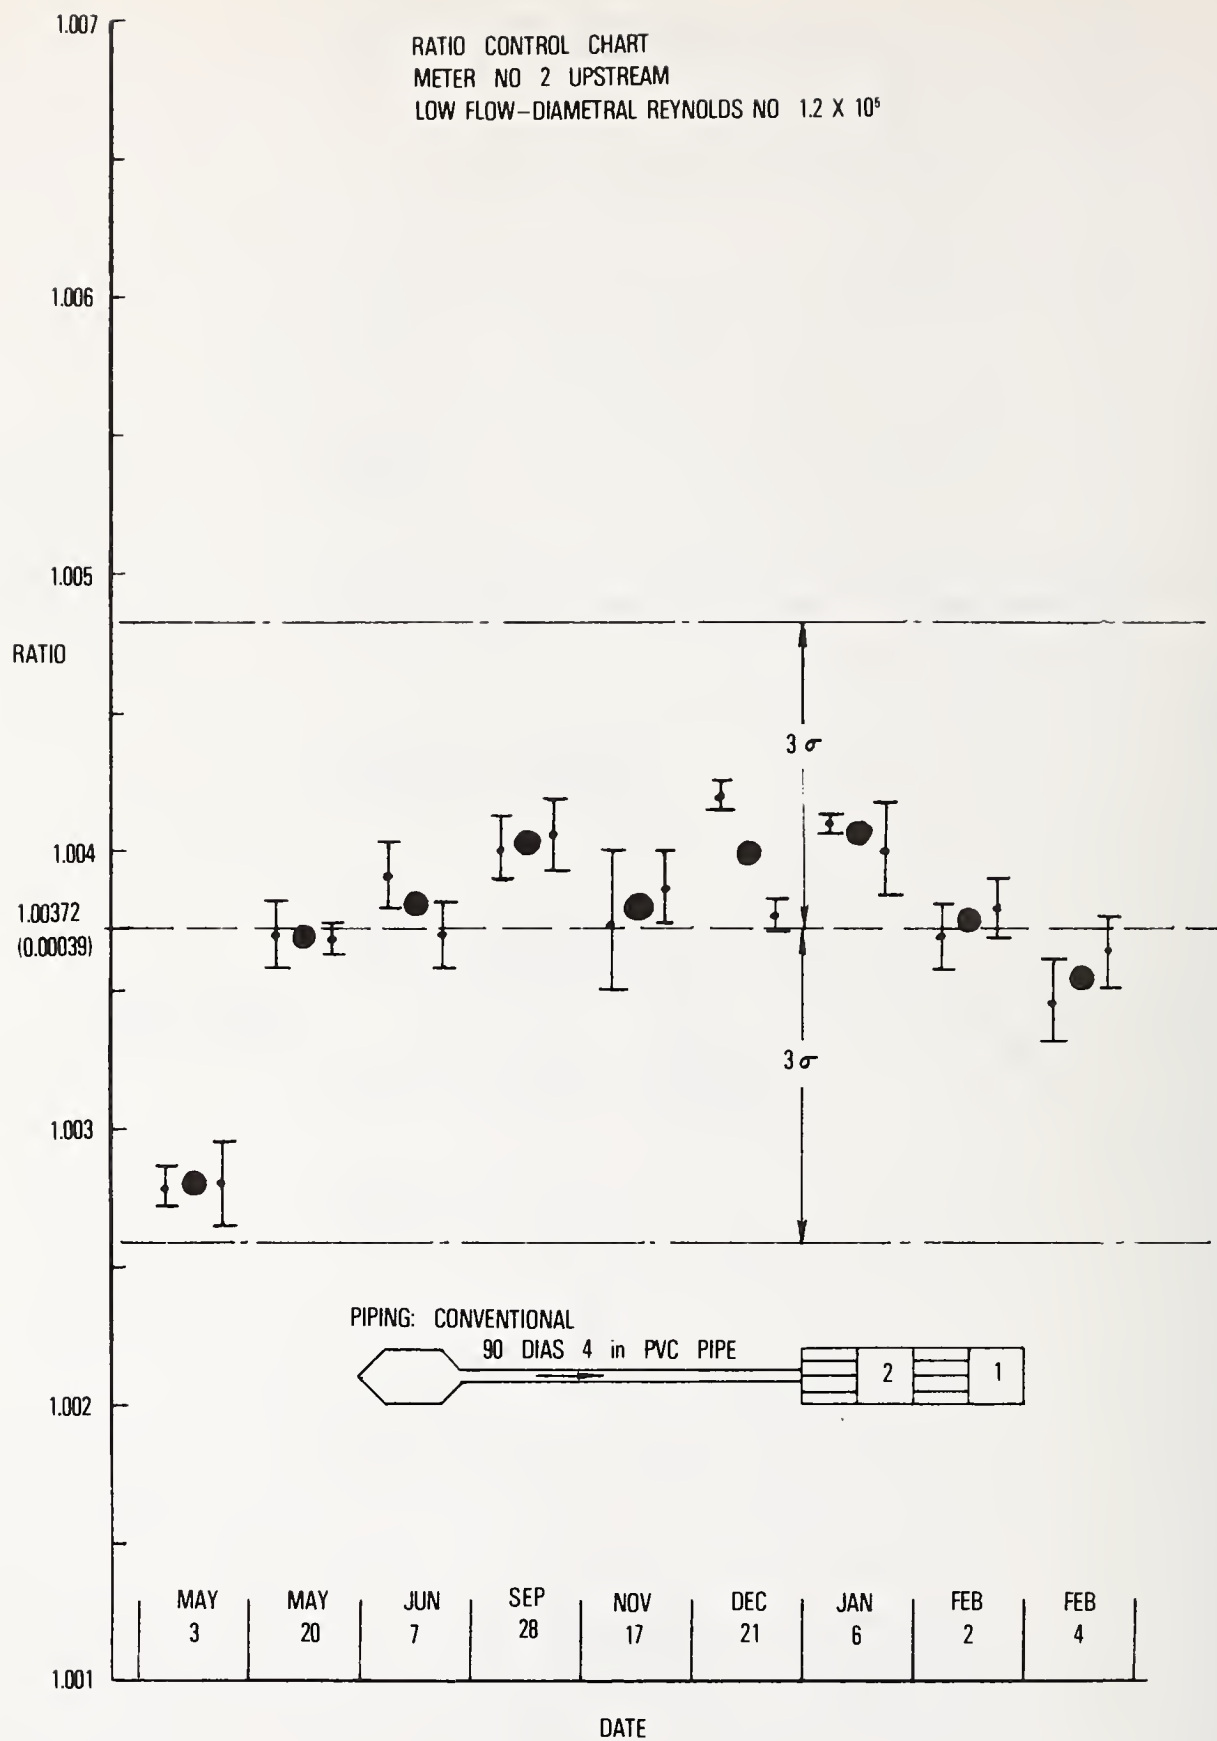 RATIO CONTROL CHART
METER NO 2 UPSTREAM
LOW FLOW-DIAMETRAL REYNOLDS NO 1.2 X 10⁵
1.007
1.006
1.005
RATIO
3 σ
1.004
1.00372
(0.00039)
3 σ
1.003
PIPING: CONVENTIONAL
90 DIAS 4 in PVC PIPE
2
1
1.002
MAY 3
MAY 20
JUN 7
SEP 28
NOV 17
DEC 21
JAN 6
FEB 2
FEB 4
1.001
DATE